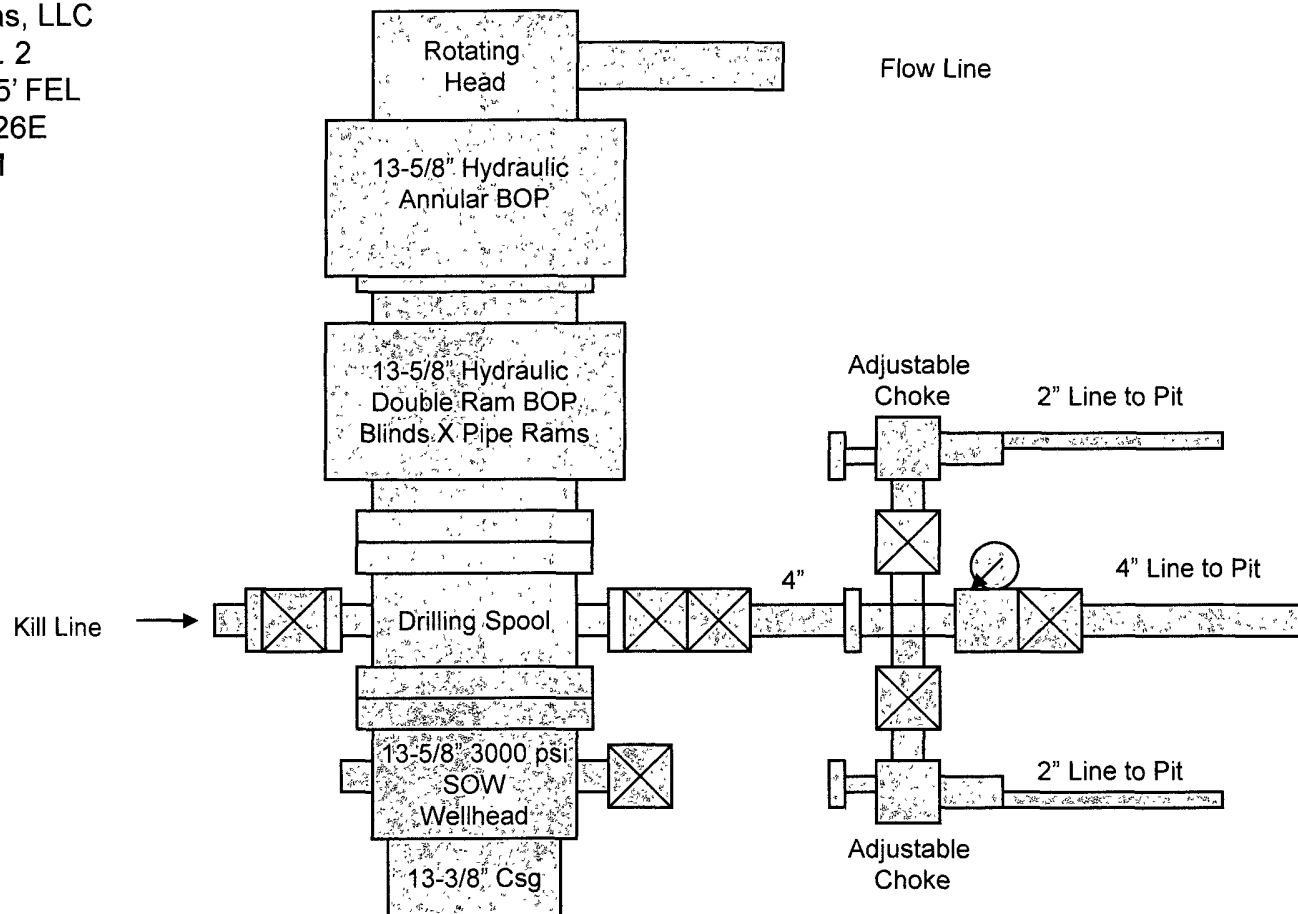 LLC
2
5' FEL
26E
Rotating
Head
Flow Line
13-5/8" Hydraulic
Annular BOP
13-5/8" Hydraulic
Double Ram BOP
Blinds X Pipe Rams
Adjustable
Choke
2" Line to Pit
4"
4" Line to Pit
Kill Line
Drilling Spool
13-5/8" 3000 psi
SOW
Wellhead
2" Line to Pit
13-3/8" Csg
Adjustable
Choke